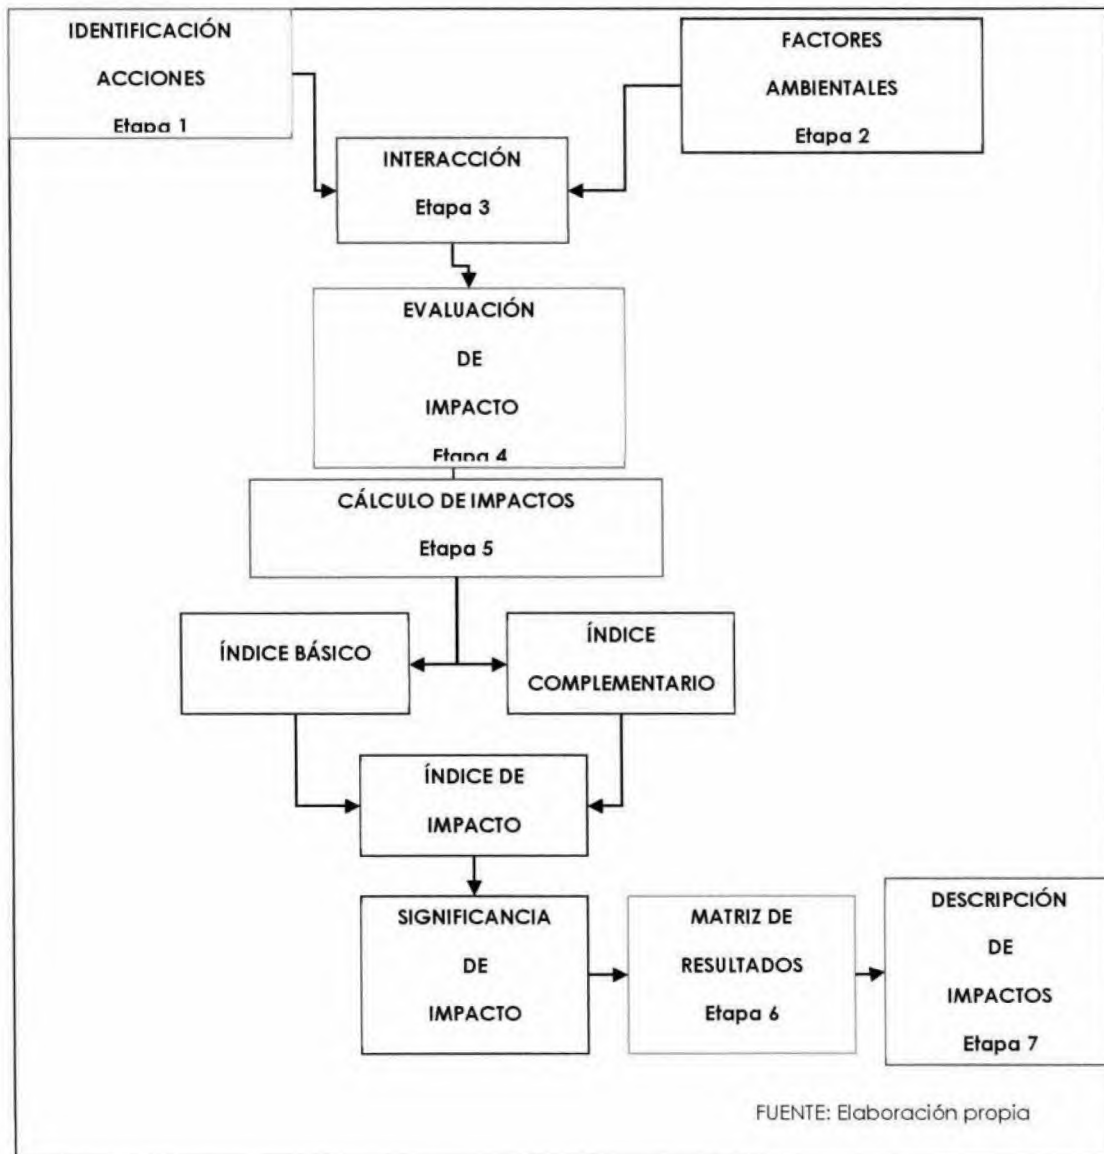 IDENTIFICACIÓN
ACCIONES
Etapa 1
FACTORES
AMBIENTALES
Etapa 2
INTERACCIÓN
Etapa 3
EVALUACIÓN
DE
IMPACTO
Etapa 4
CÁLCULO DE IMPACTOS
Etapa 5
ÍNDICE BÁSICO
ÍNDICE
COMPLEMENTARIO
ÍNDICE DE
IMPACTO
SIGNIFICANCIA
DE
IMPACTO
MATRIZ DE
RESULTADOS
Etapa 6
DESCRIPCIÓN
DE
IMPACTOS
Etapa 7
FUENTE: Elaboración propia